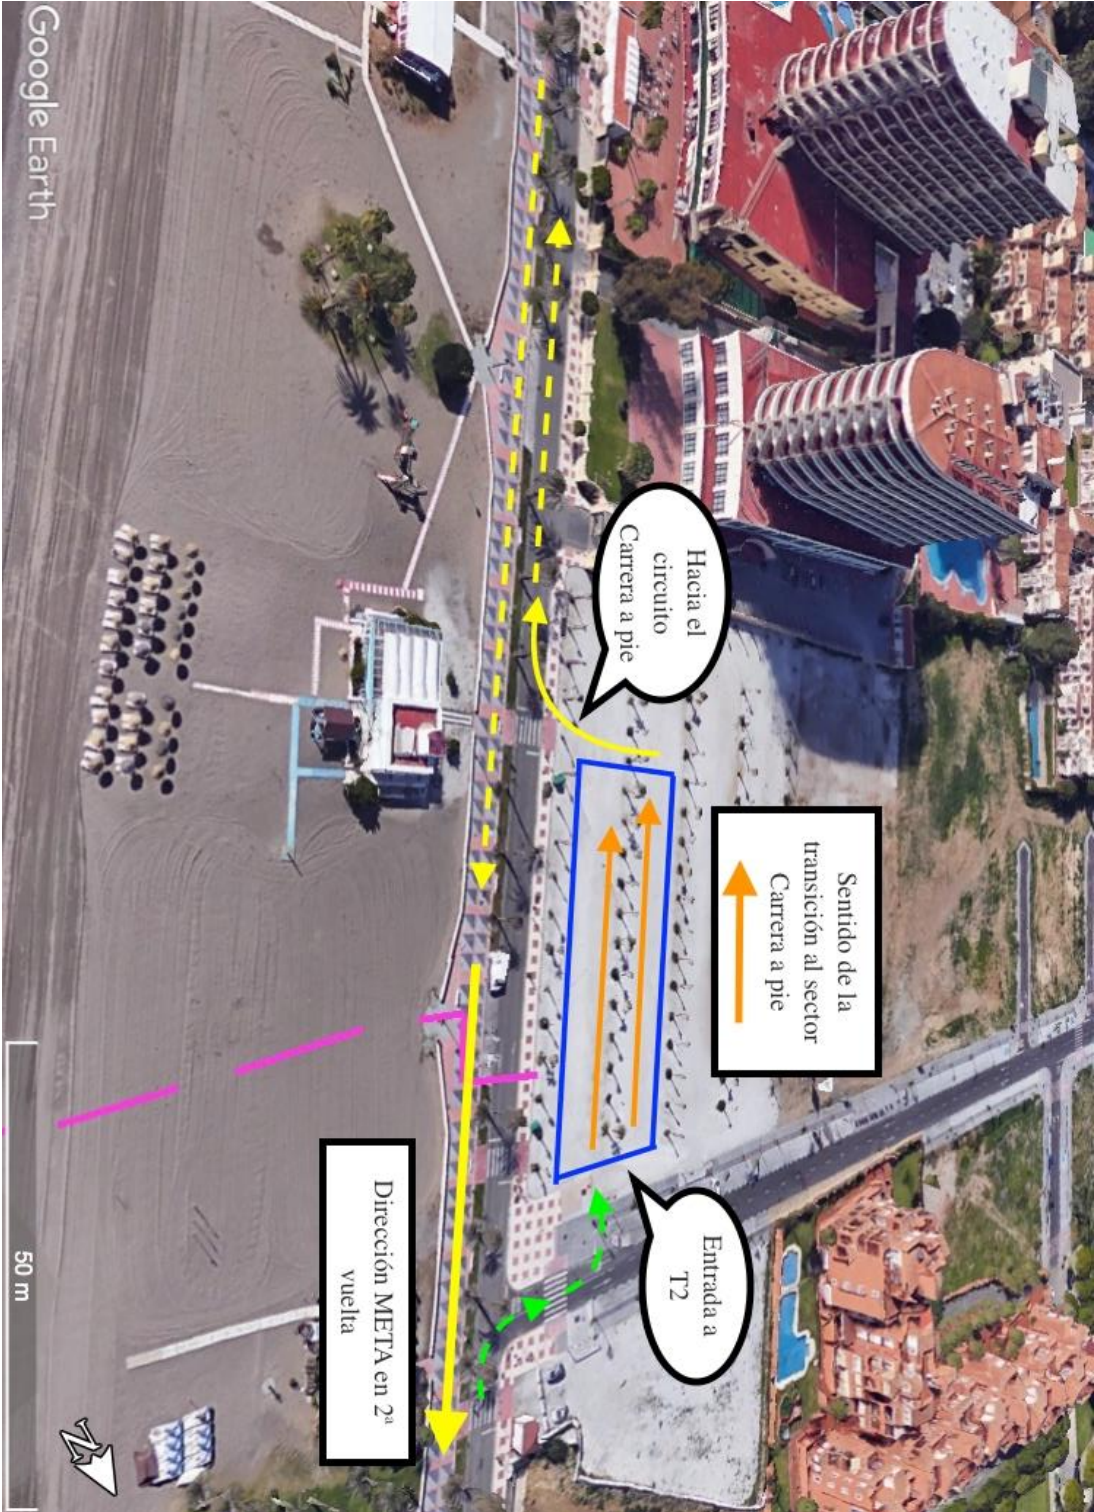 Google Earth
Hacia el
circuito
Carrera a pie
Sentido de la
transición al sector
Carrera a pie
Entrada a
T2
Dirección META en 2ª
vuelta
50 m
N